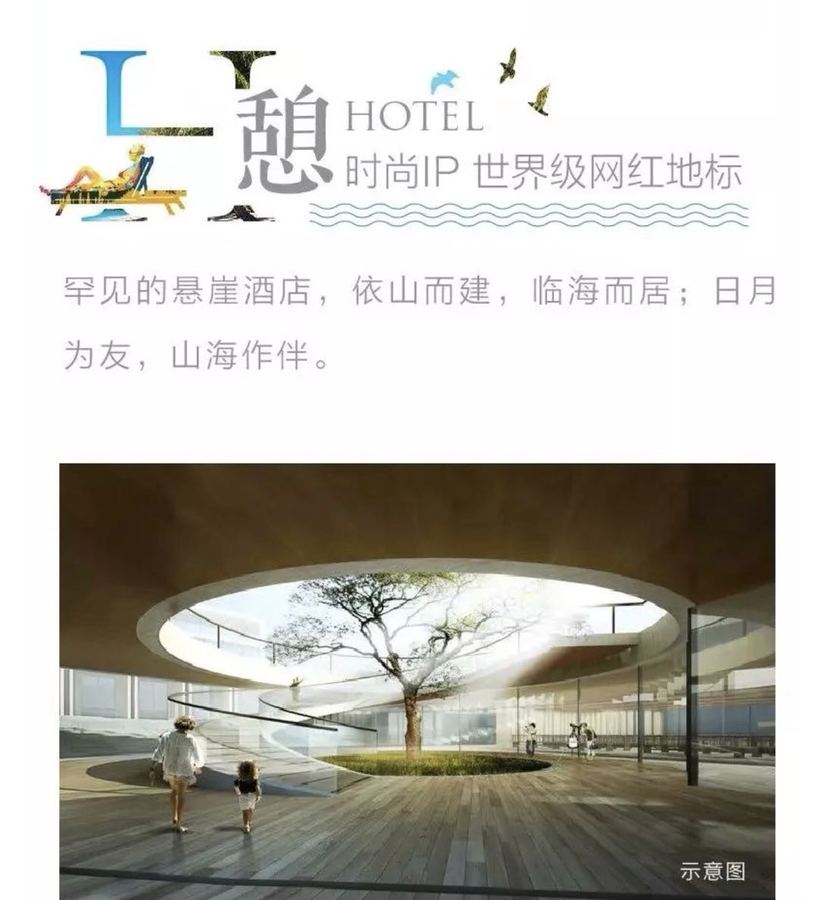 H
憩
HOTEL
时尚IP 世界级网红地标
罕见的悬崖酒店，依山而建，临海而居；日月
为友，山海作伴。
示意图